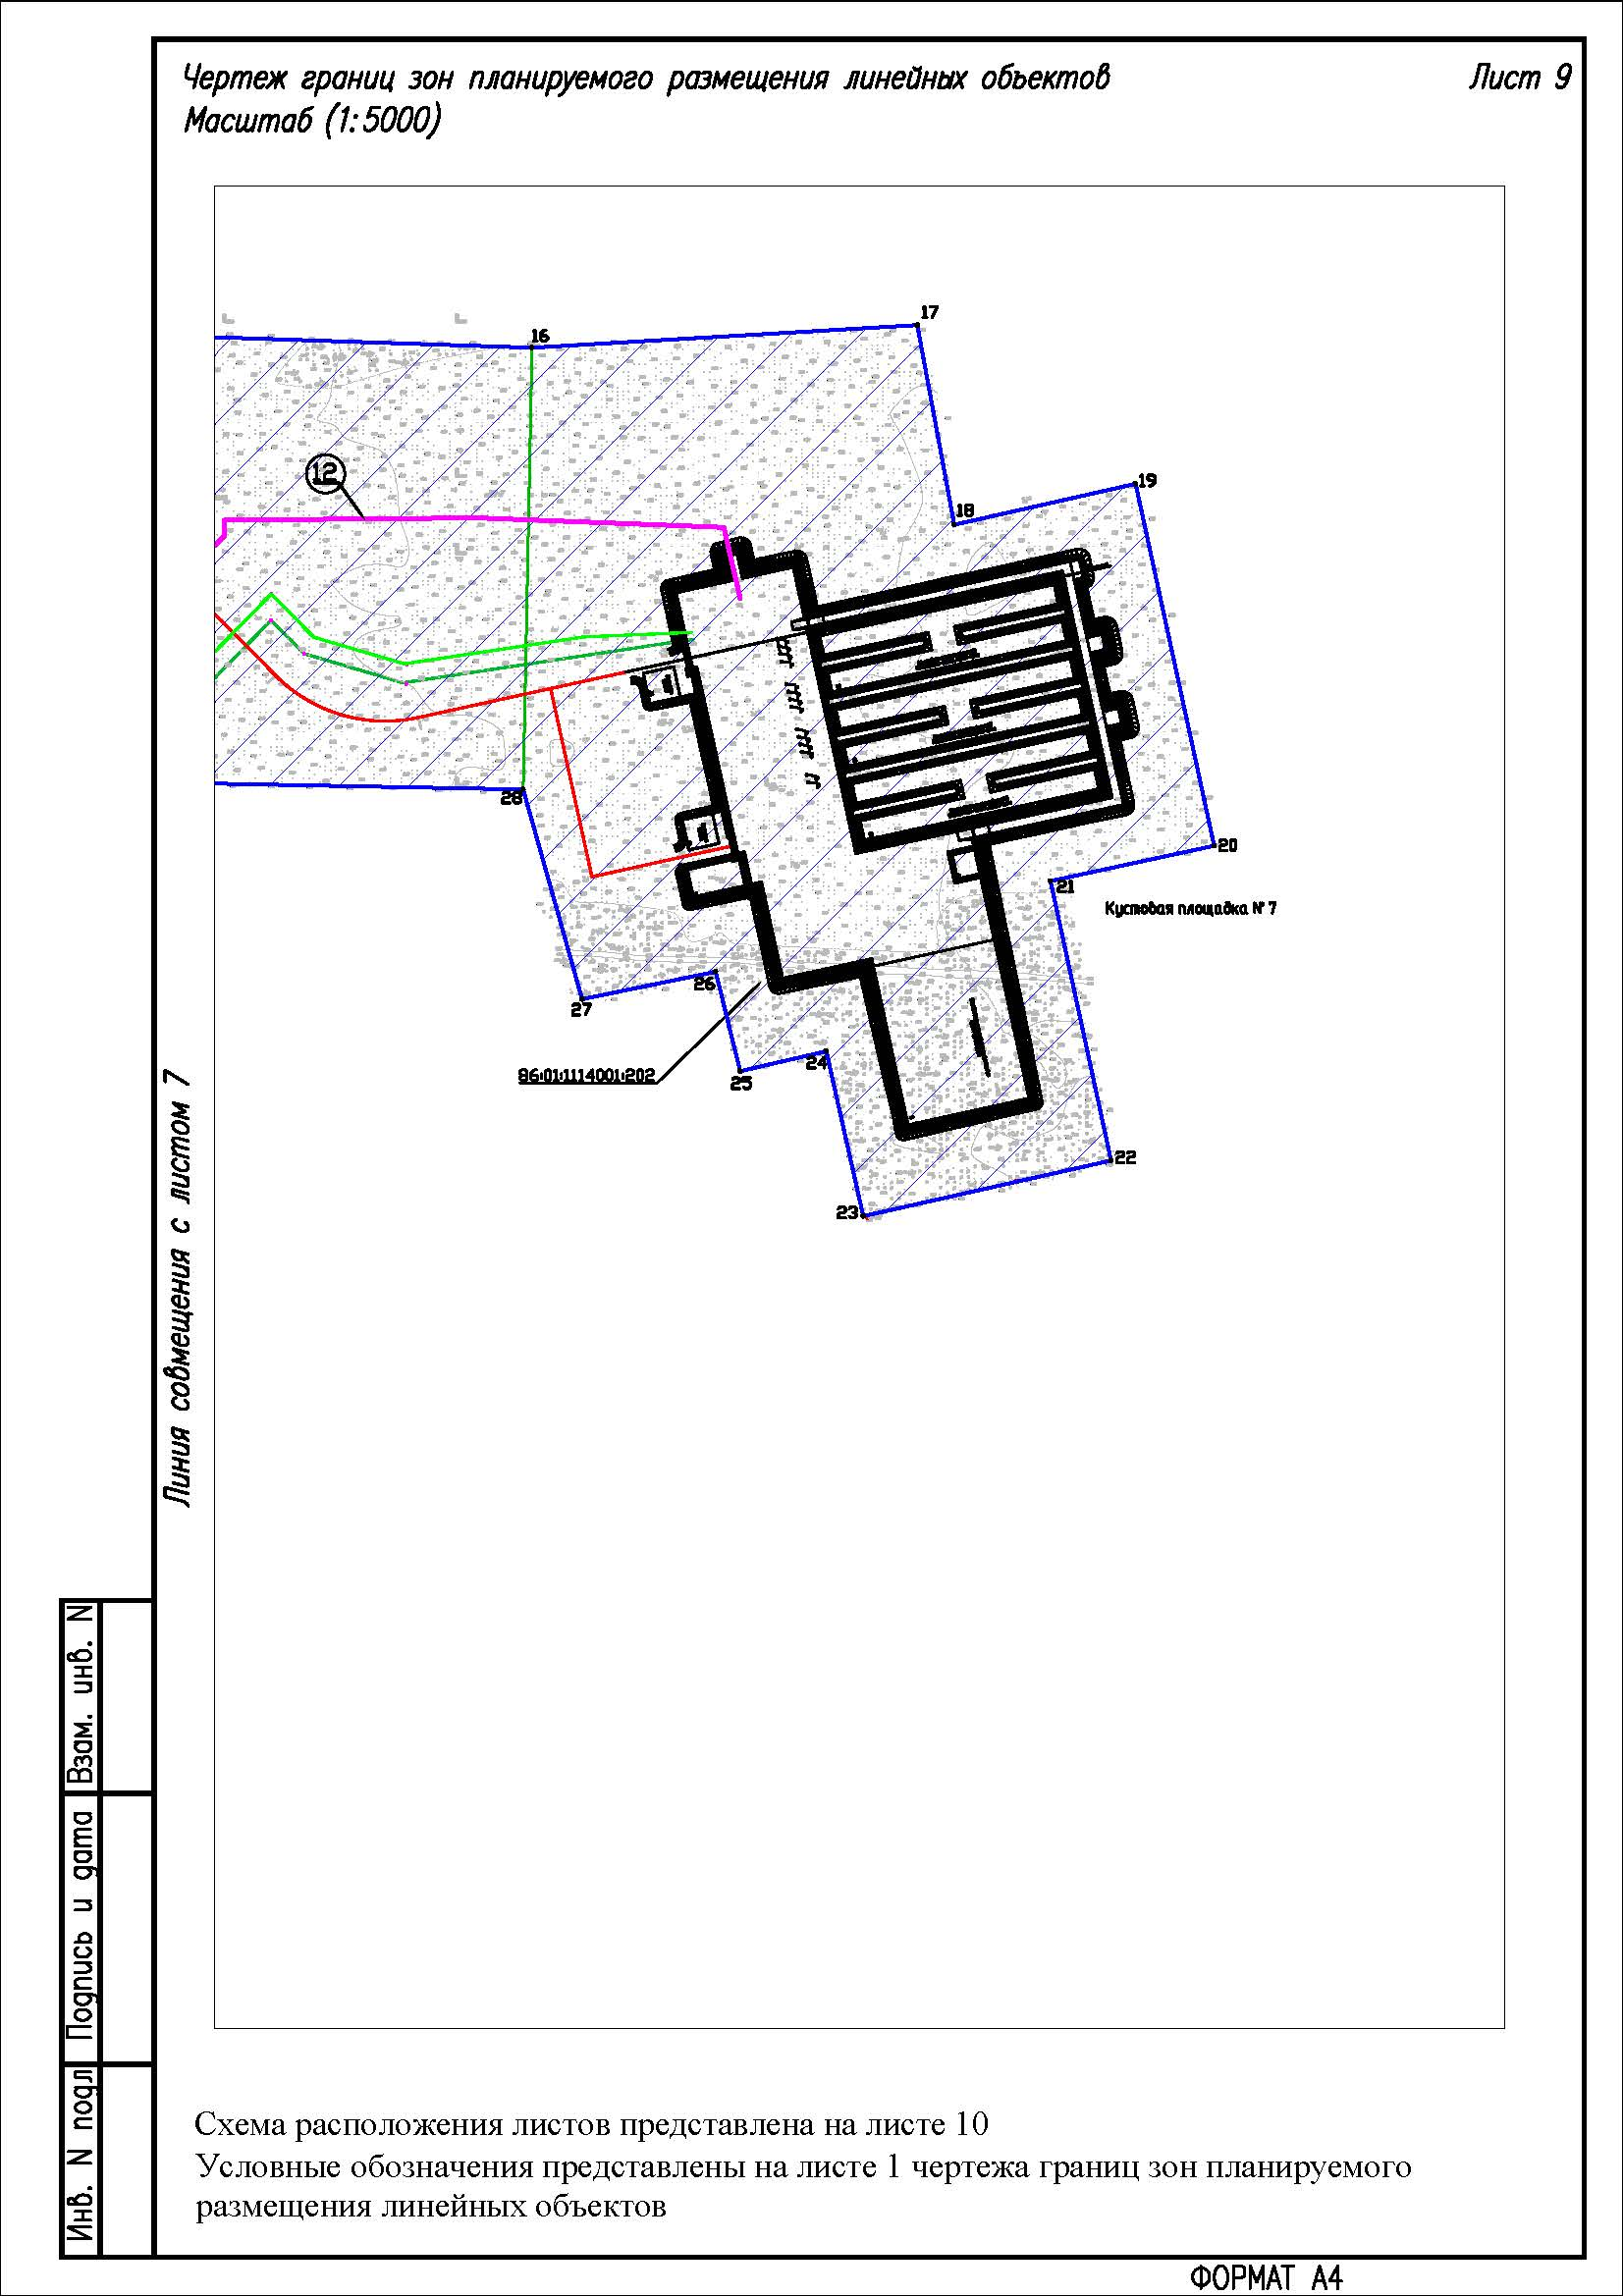 Чертеж границ зон планируемого размещения линейных объектов
Лист 9
Масштаб (1:5000)
17
16
19
12
18
28
20
21
Кустовая площадка № 7
26
27
24
86:01:1114001:202
25
22
23
Линия совмещения с листом 7
Взам. инв. N
Подпись и дата
Инв. N подл
Схема расположения листов представлена на листе 10
Условные обозначения представлены на листе 1 чертежа границ зон планируемого
размещения линейных объектов
ФОРМАТ А4